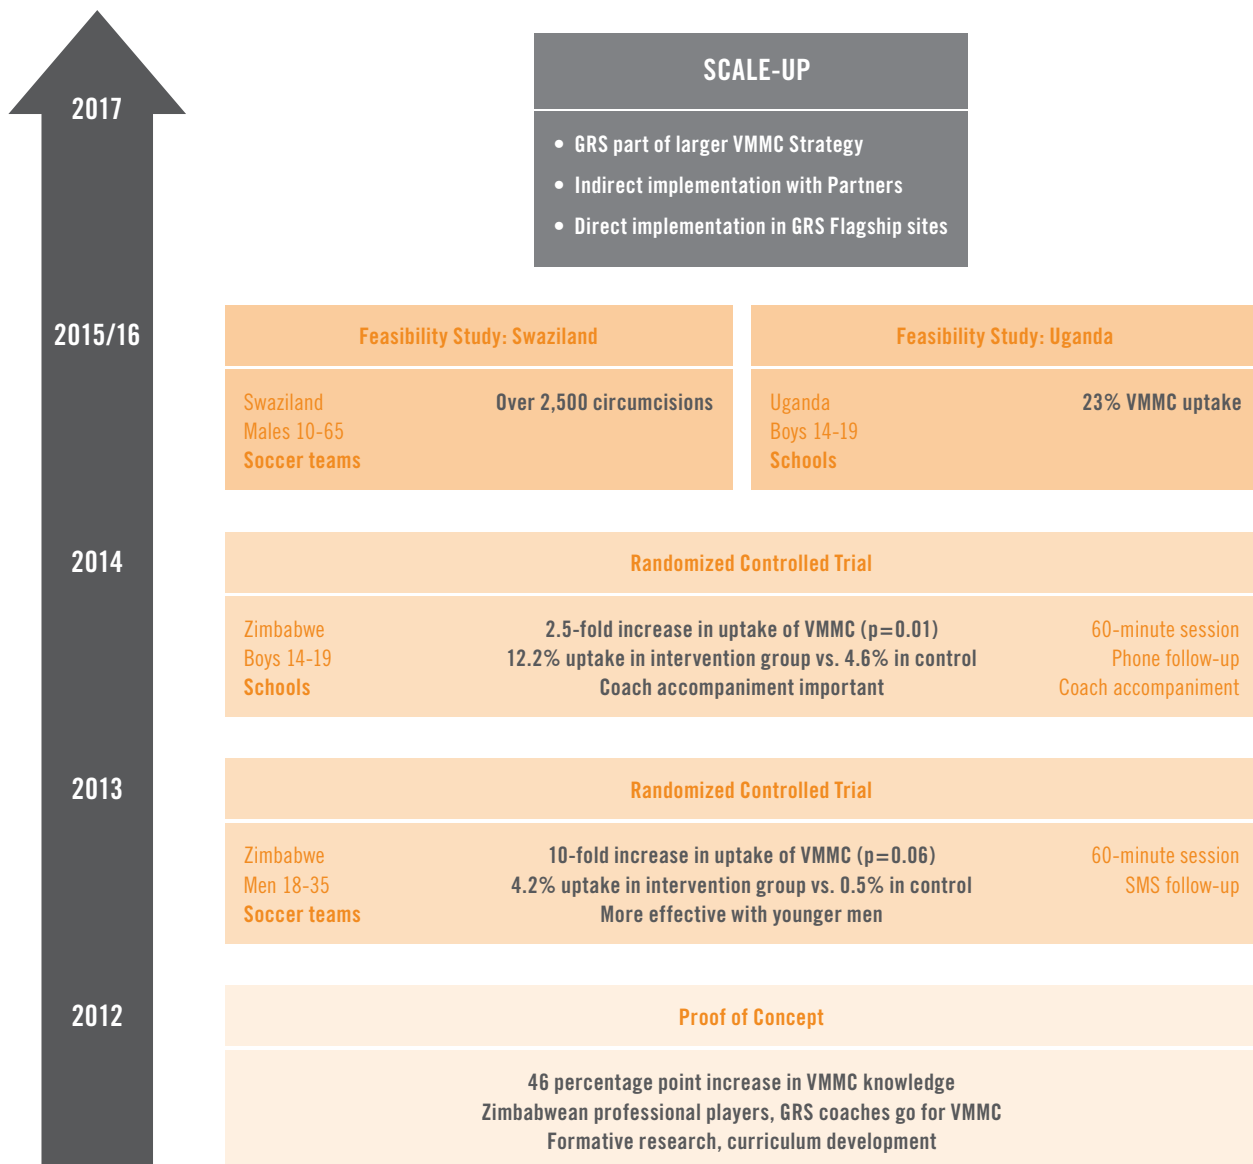 2017
SCALE-UP
• GRS part of larger VMMC Strategy
• Indirect implementation with Partners
• Direct implementation in GRS Flagship sites
2015/16
Feasibility Study: Swaziland
Swaziland
Males 10-65
Soccer teams
Over 2,500 circumcisions
Feasibility Study: Uganda
Uganda
Boys 14-19
Schools
23% VMMC uptake
2014
Randomized Controlled Trial
Zimbabwe
Boys 14-19
Schools
2.5-fold increase in uptake of VMMC (p=0.01)
12.2% uptake in intervention group vs. 4.6% in control
Coach accompaniment important
60-minute session
Phone follow-up
Coach accompaniment
2013
Randomized Controlled Trial
Zimbabwe
Men 18-35
Soccer teams
10-fold increase in uptake of VMMC (p=0.06)
4.2% uptake in intervention group vs. 0.5% in control
More effective with younger men
60-minute session
SMS follow-up
2012
Proof of Concept
46 percentage point increase in VMMC knowledge
Zimbabwean professional players, GRS coaches go for VMMC
Formative research, curriculum development